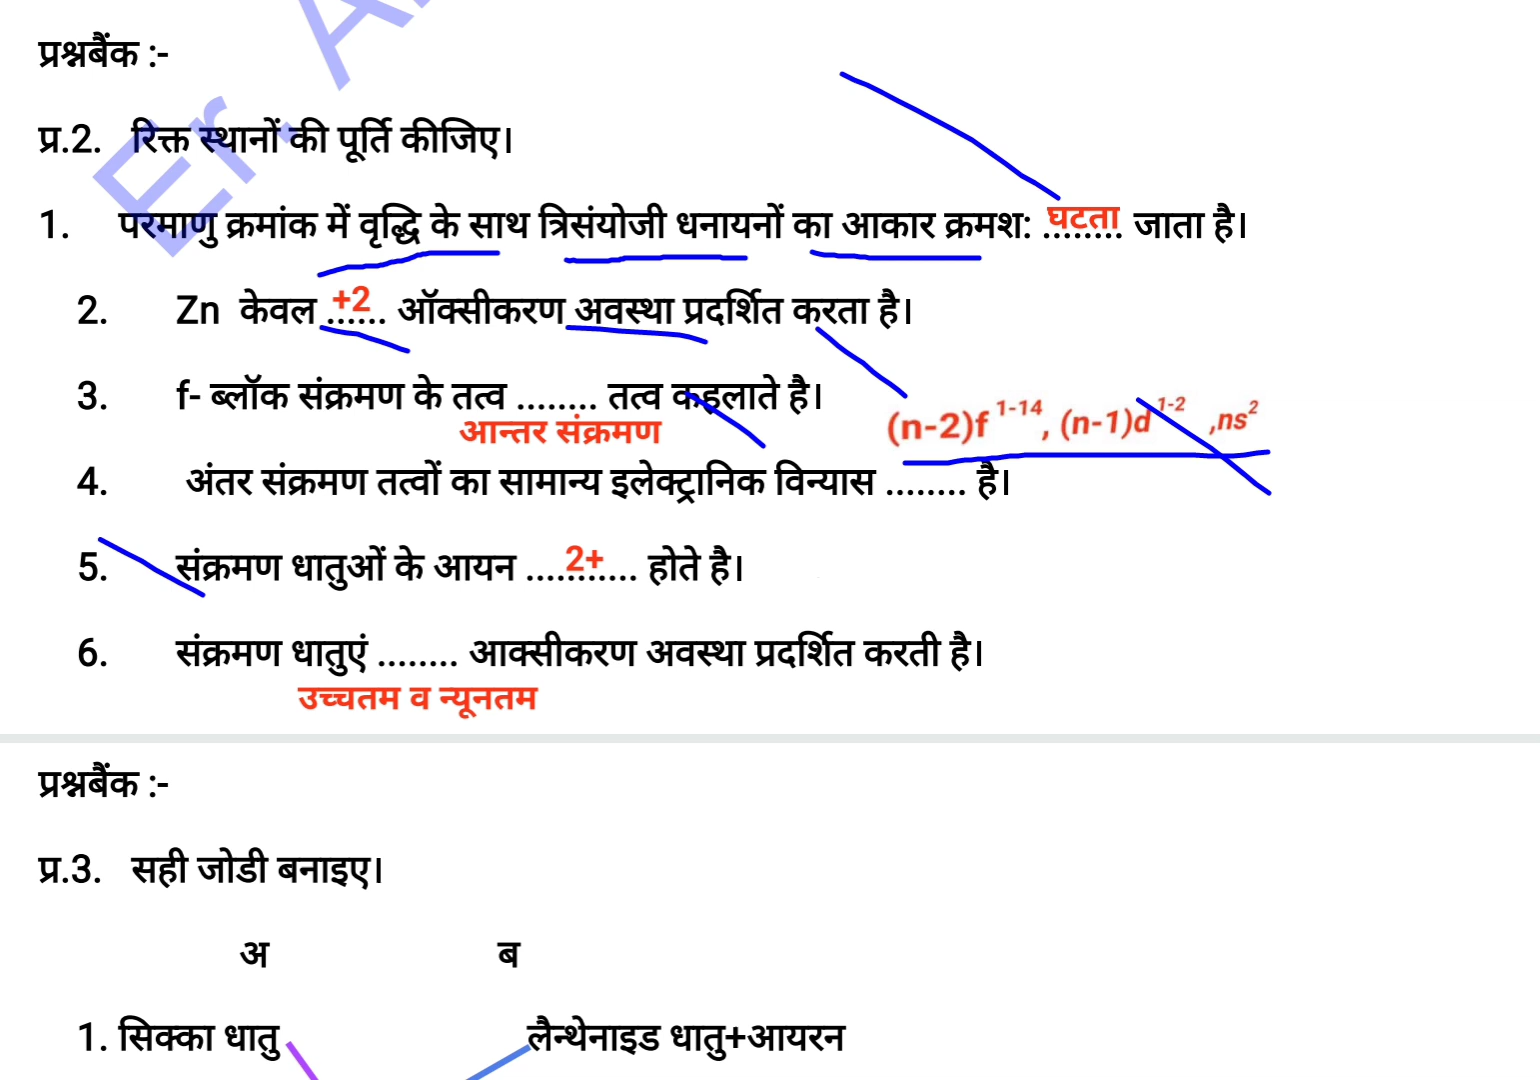 प्रश्नबैंक :-
प्र.2. रिक्त स्थानों की पूर्ति कीजिए।
1. परमाणु क्रमांक में वृद्धि के साथ त्रिसंयोजी धनायनों का आकार क्रमश: ..घटता.. जाता है।
2. Zn केवल ..+2.. ऑक्सीकरण अवस्था प्रदर्शित करता है।
3. f- ब्लॉक संक्रमण के तत्व ........ तत्व कहलाते है।
आन्तर संक्रमण
(n-2)f¹⁻¹⁴, (n-1)d¹⁻² ,ns²
4. अंतर संक्रमण तत्वों का सामान्य इलेक्ट्रानिक विन्यास ........ है।
5. संक्रमण धातुओं के आयन ....2+.... होते है।
6. संक्रमण धातुएं ........ आक्सीकरण अवस्था प्रदर्शित करती है।
उच्चतम व न्यूनतम
प्रश्नबैंक :-
प्र.3. सही जोडी बनाइए।
अ ब
1. सिक्का धातु लैन्थेनाइड धातु+आयरन
Er.